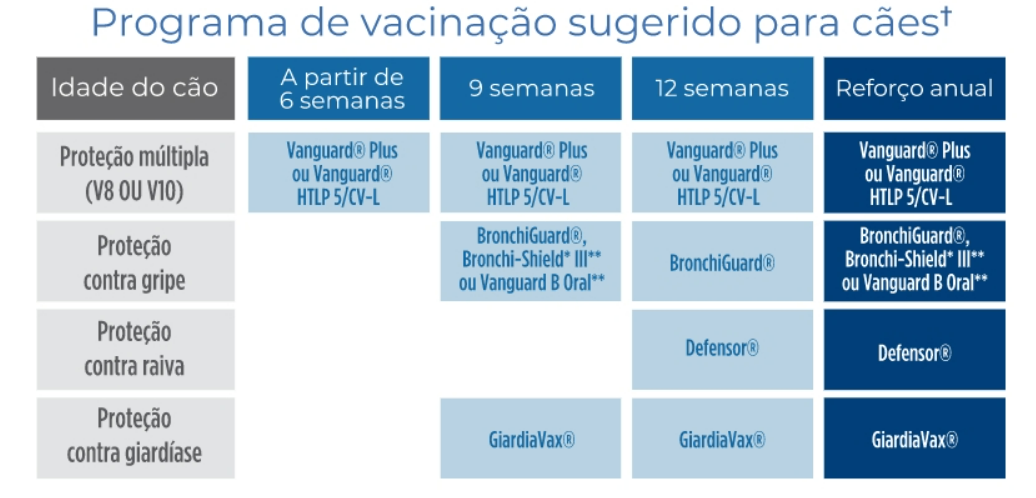 Programa de vacinação sugerido para cães†
Idade do cão
A partir de
6 semanas
9 semanas
12 semanas
Reforço anual
Proteção múltipla
(V8 OU V10)
Vanguard® Plus
ou Vanguard®
HTLP 5/CV-L
Vanguard® Plus
ou Vanguard®
HTLP 5/CV-L
Vanguard® Plus
ou Vanguard®
HTLP 5/CV-L
Vanguard® Plus
ou Vanguard®
HTLP 5/CV-L
Proteção
contra gripe
BronchiGuard®,
Bronchi-Shield* III**
ou Vanguard B Oral**
BronchiGuard®
BronchiGuard®,
Bronchi-Shield* III**
ou Vanguard B Oral**
Proteção
contra raiva
Defensor®
Defensor®
Proteção
contra giardíase
GiardiaVax®
GiardiaVax®
GiardiaVax®